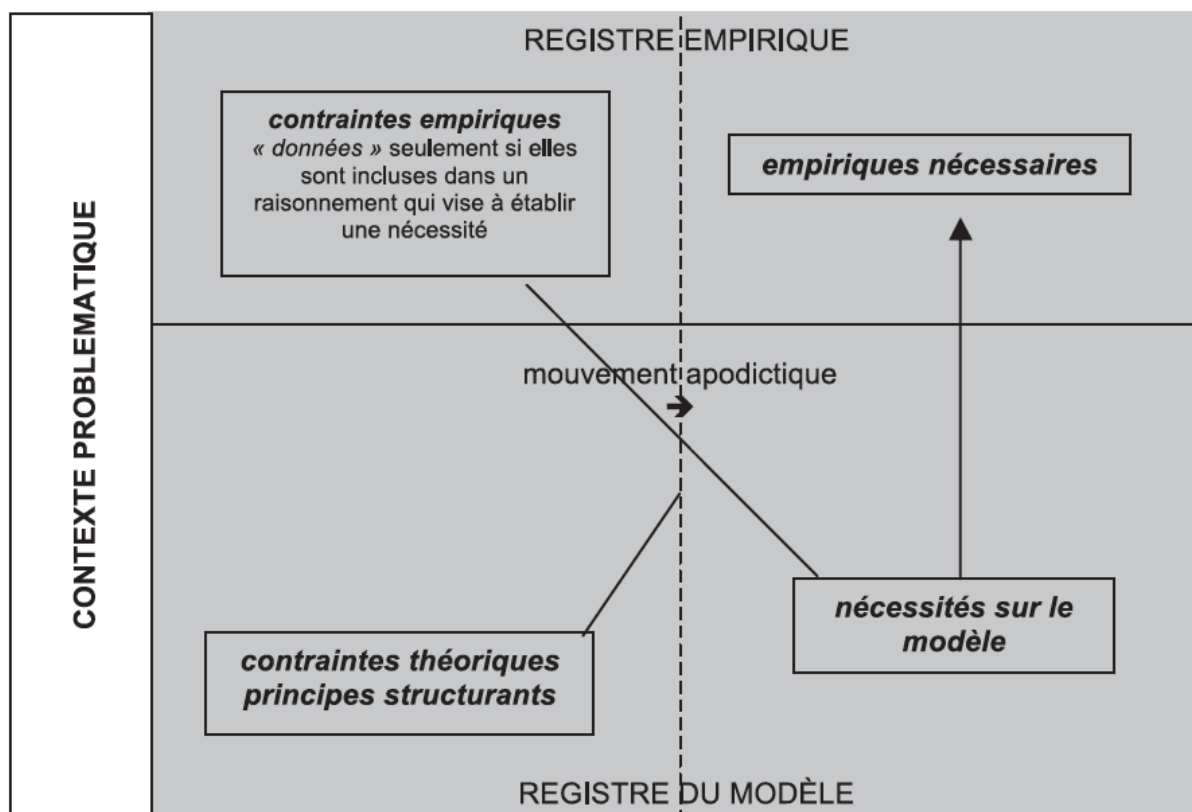 CONTEXTE PROBLEMATIQUE
REGISTRE EMPIRIQUE
contraintes empiriques
« données » seulement si elles
sont incluses dans un
raisonnement qui vise à établir
une nécessité
empiriques nécessaires
mouvement apodictique
nécessités sur le
modèle
contraintes théoriques
principes structurants
REGISTRE DU MODÈLE